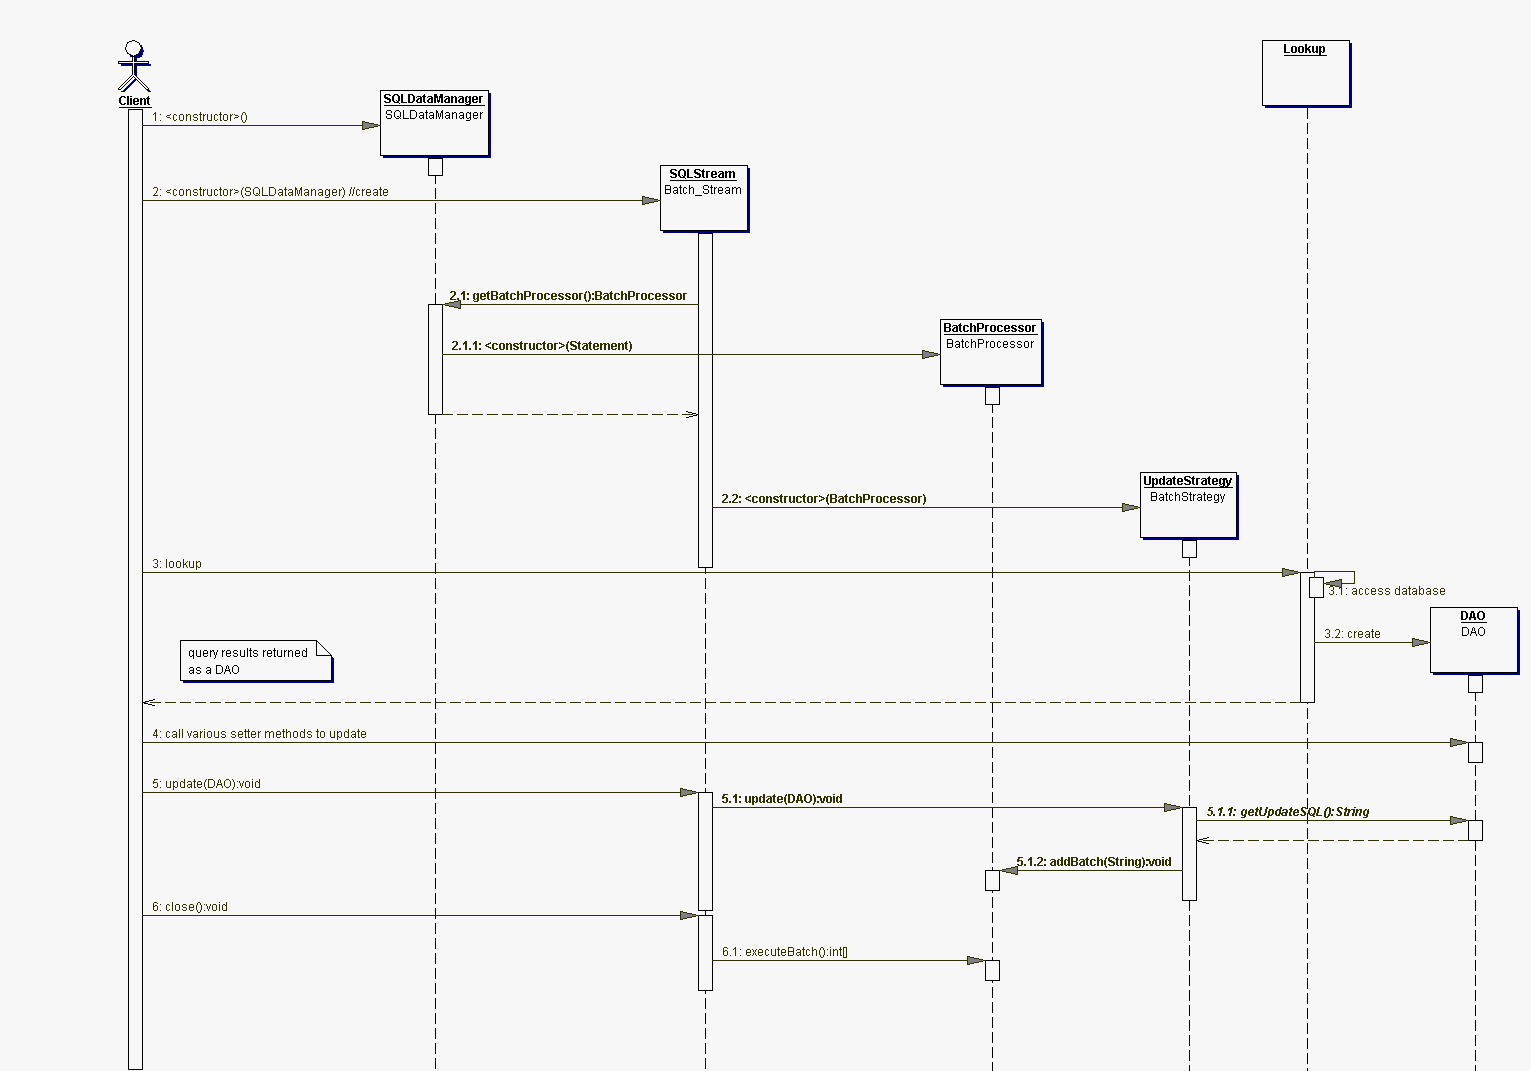 Lookup
Client
SQLDataManager
SQLDataManager
1: <constructor>()
SQLStream
Batch_Stream
2: <constructor>(SQLDataManager) //create
2.1: getBatchProcessor():BatchProcessor
BatchProcessor
BatchProcessor
2.1.1: <constructor>(Statement)
UpdateStrategy
BatchStrategy
2.2: <constructor>(BatchProcessor)
3: lookup
3.1: access database
DAO
DAO
3.2: create
query results returned
as a DAO
4: call various setter methods to update
5: update(DAO):void
5.1: update(DAO):void
5.1.1: getUpdateSQL():String
5.1.2: addBatch(String):void
6: close():void
6.1: executeBatch():int[]